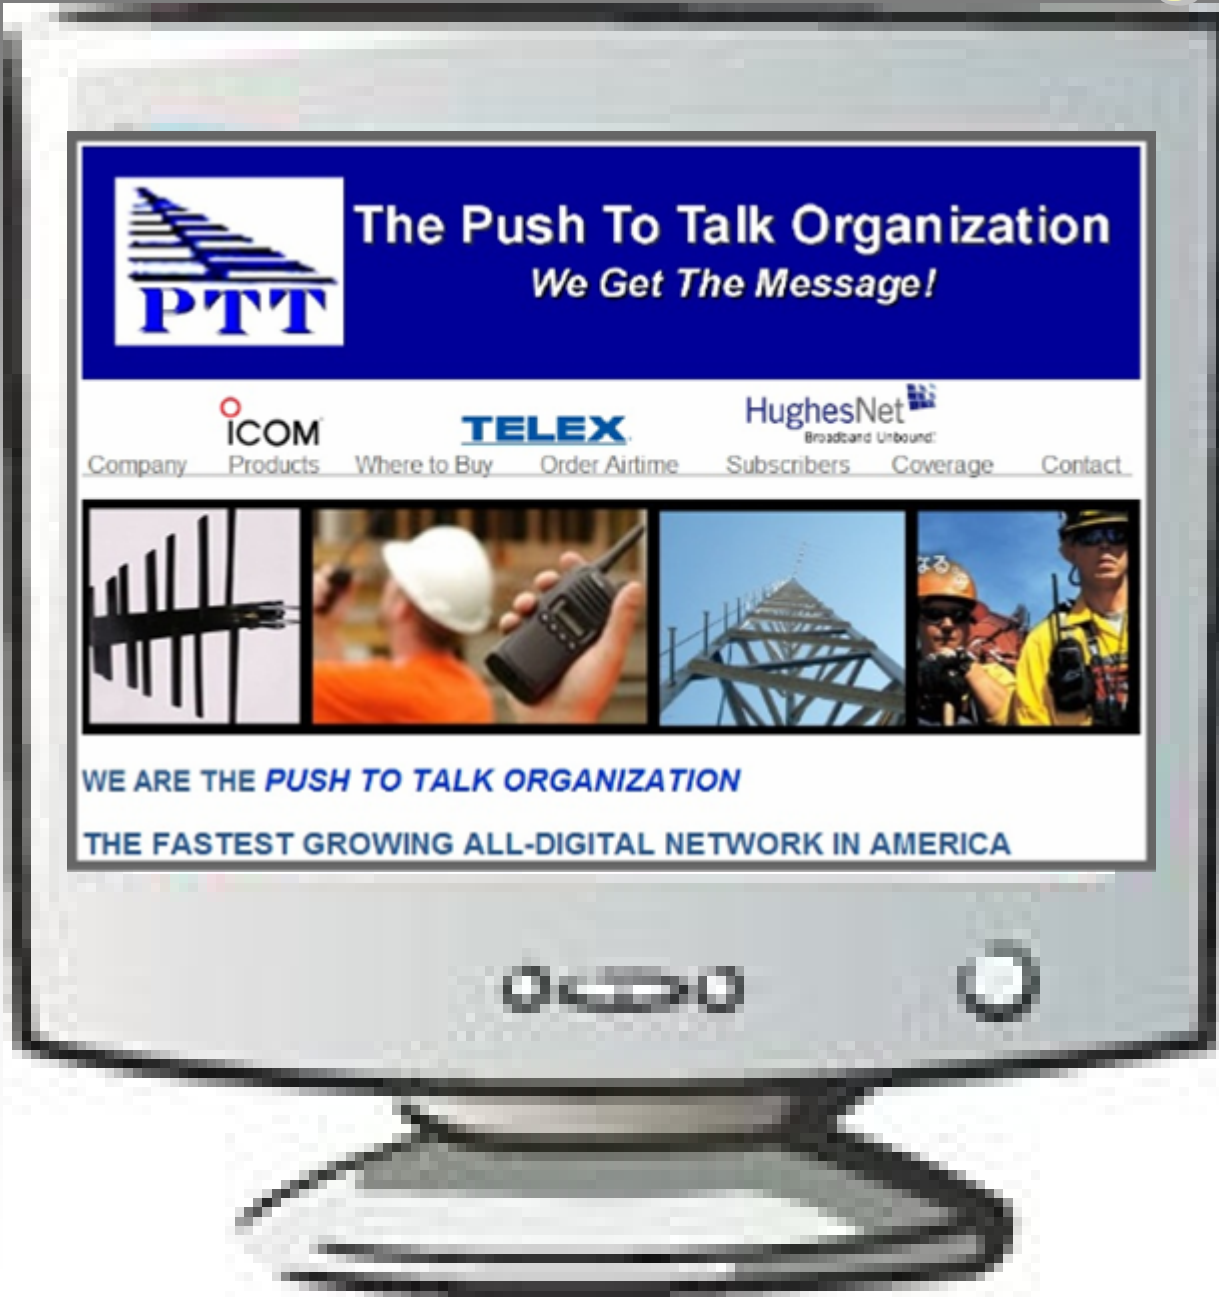 The Push To Talk Organization
We Get The Message!
PTT
iCOM
TELEX
HughesNet
Broadband Unbound
Company Products Where to Buy Order Airtime Subscribers Coverage Contact
なる
WE ARE THE PUSH TO TALK ORGANIZATION
THE FASTEST GROWING ALL-DIGITAL NETWORK IN AMERICA